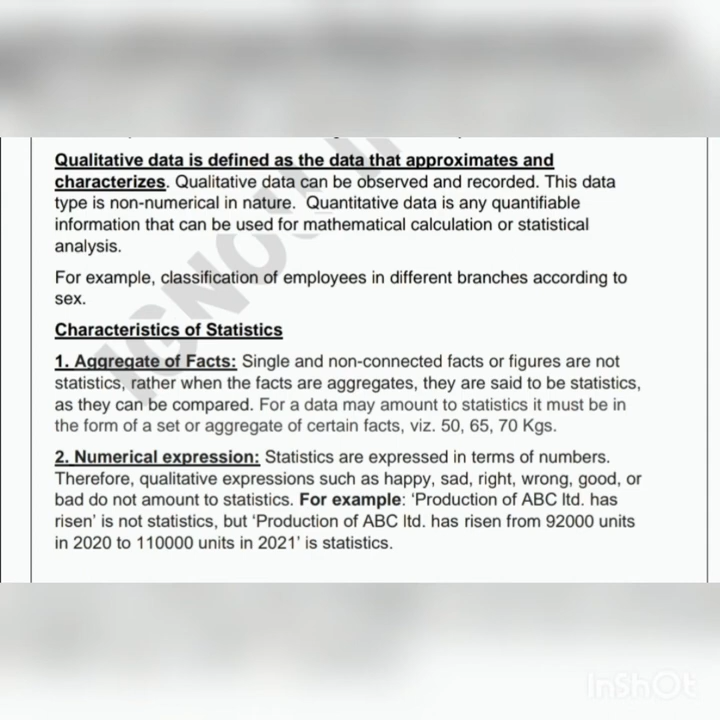 Qualitative data is defined as the data that approximates and
characterizes. Qualitative data can be observed and recorded. This data
type is non-numerical in nature. Quantitative data is any quantifiable
information that can be used for mathematical calculation or statistical
analysis.
For example, classification of employees in different branches according to
sex.
Characteristics of Statistics
1. Aggregate of Facts: Single and non-connected facts or figures are not
statistics, rather when the facts are aggregates, they are said to be statistics,
as they can be compared. For a data may amount to statistics it must be in
the form of a set or aggregate of certain facts, viz. 50, 65, 70 Kgs.
2. Numerical expression: Statistics are expressed in terms of numbers.
Therefore, qualitative expressions such as happy, sad, right, wrong, good, or
bad do not amount to statistics. For example: ‘Production of ABC ltd. has
risen’ is not statistics, but ‘Production of ABC ltd. has risen from 92000 units
in 2020 to 110000 units in 2021’ is statistics.
IGNOU
InShOt